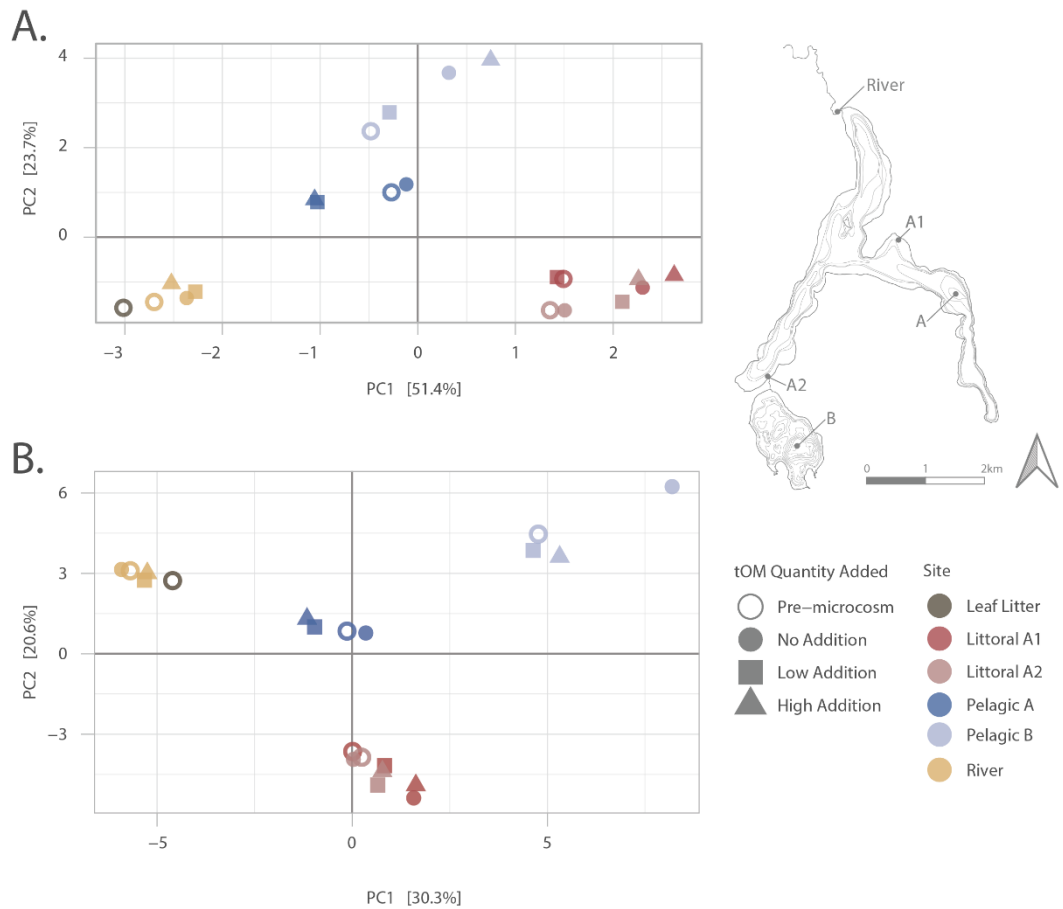 A.
4
2
0
PC2 [23.7%]
−3
−2
−1
0
1
2
PC1 [51.4%]
River
A1
A
A2
B
0
1
2km
B.
6
3
0
−3
PC2 [20.6%]
−5
0
5
PC1 [30.3%]
tOM Quantity Added
Pre−microcosm
No Addition
Low Addition
High Addition
Site
Leaf Litter
Littoral A1
Littoral A2
Pelagic A
Pelagic B
River